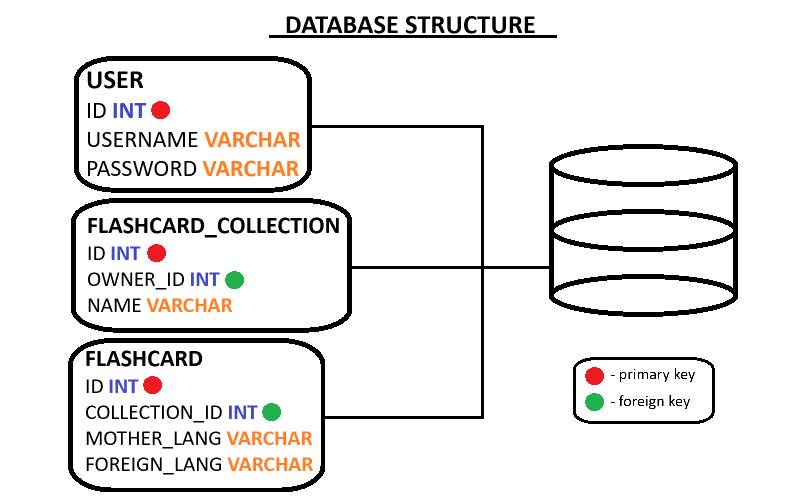 DATABASE STRUCTURE
USER
ID INT
USERNAME VARCHAR
PASSWORD VARCHAR
FLASHCARD_COLLECTION
ID INT
OWNER_ID INT
NAME VARCHAR
FLASHCARD
ID INT
COLLECTION_ID INT
MOTHER_LANG VARCHAR
FOREIGN_LANG VARCHAR
- primary key
- foreign key